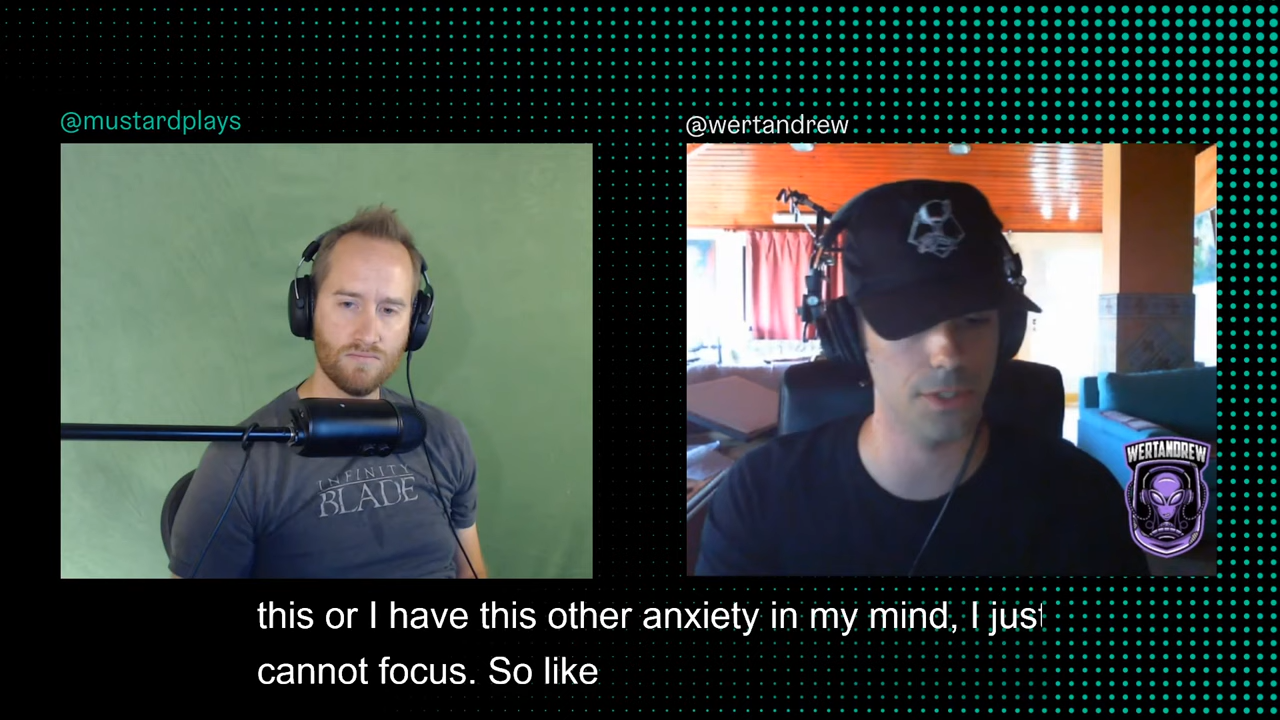 @mustardplays
@wertandrew
INFINITY
BLADE
WERTANDREW
this or I have this other anxiety in my mind, I just
cannot focus. So like